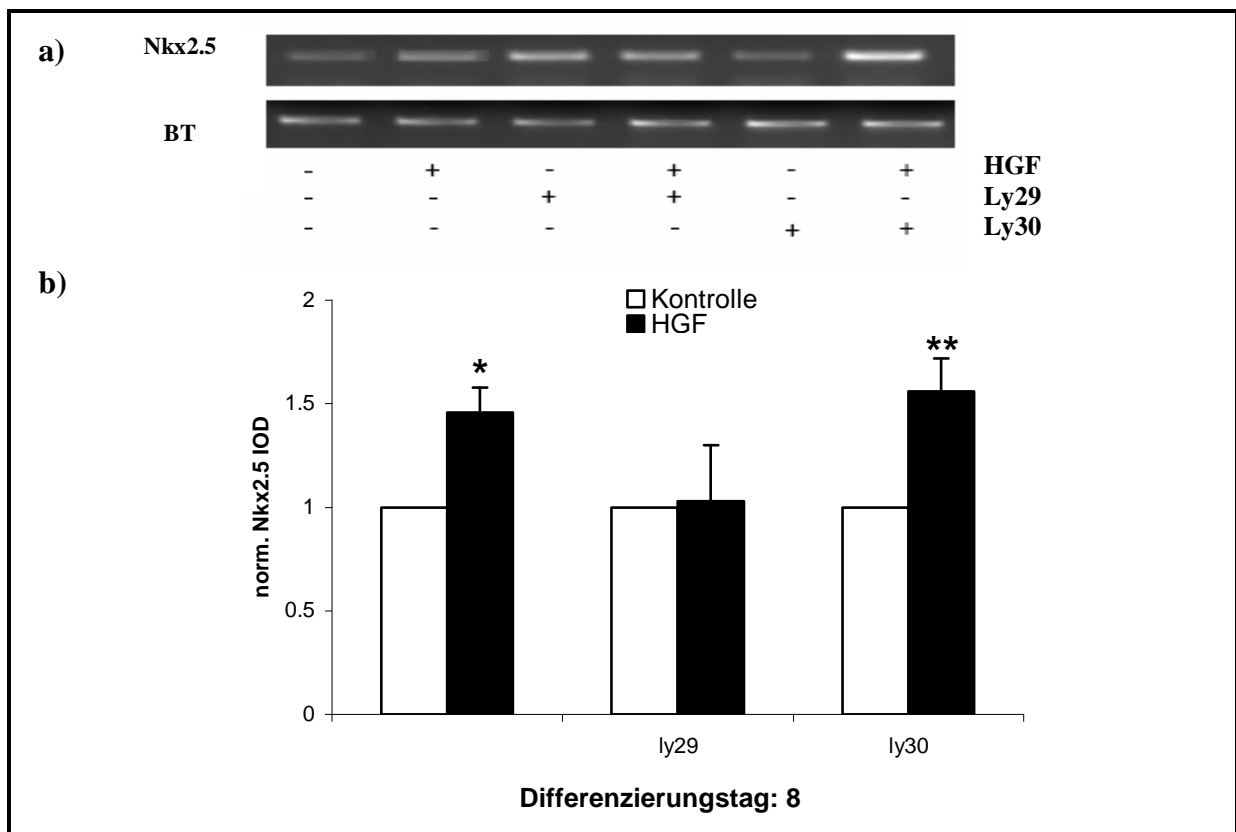 a) Nkx2.5
BT
- + - + - + HGF
- - + + - - Ly29
- - - - + + Ly30
b)
Kontrolle
HGF
norm. Nkx2.5 IOD
2
1.5
1
0.5
0
*
**
ly29 ly30
Differenzierungstag: 8